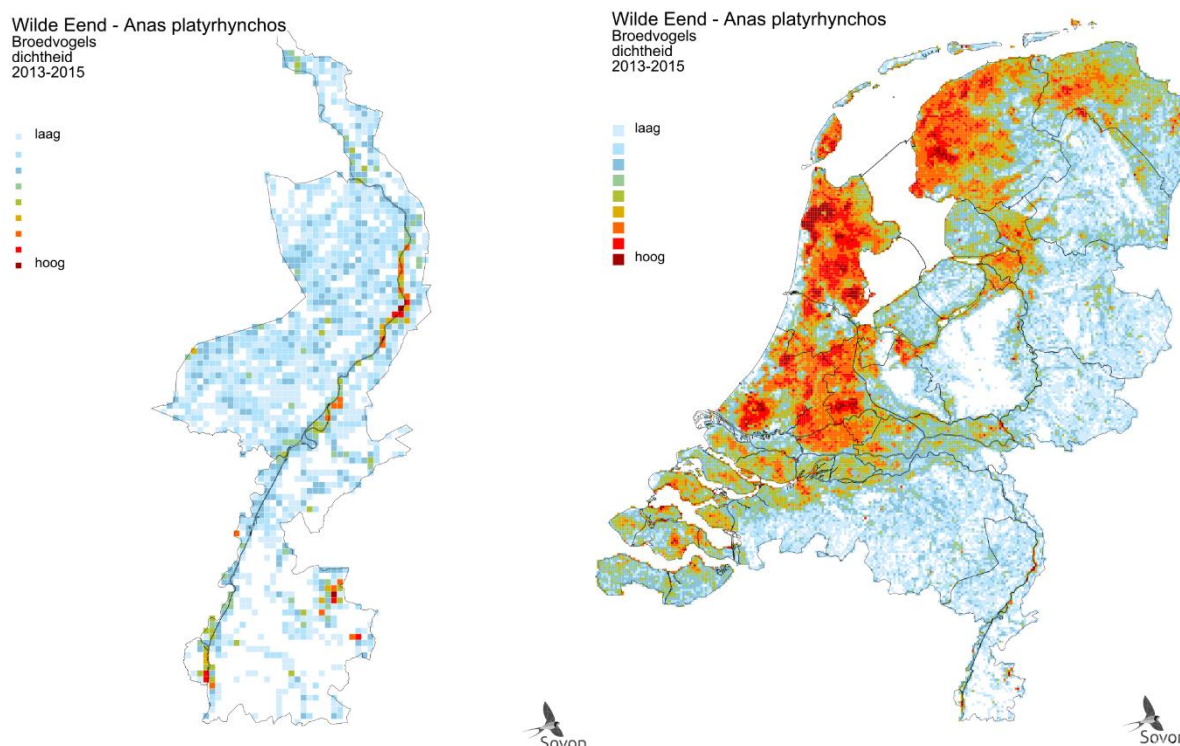 Wilde Eend - Anas platyrhynchos
Broedvogels
dichtheid
2013-2015
laag
hoog
Sovon
Wilde Eend - Anas platyrhynchos
Broedvogels
dichtheid
2013-2015
laag
hoog
Sovon